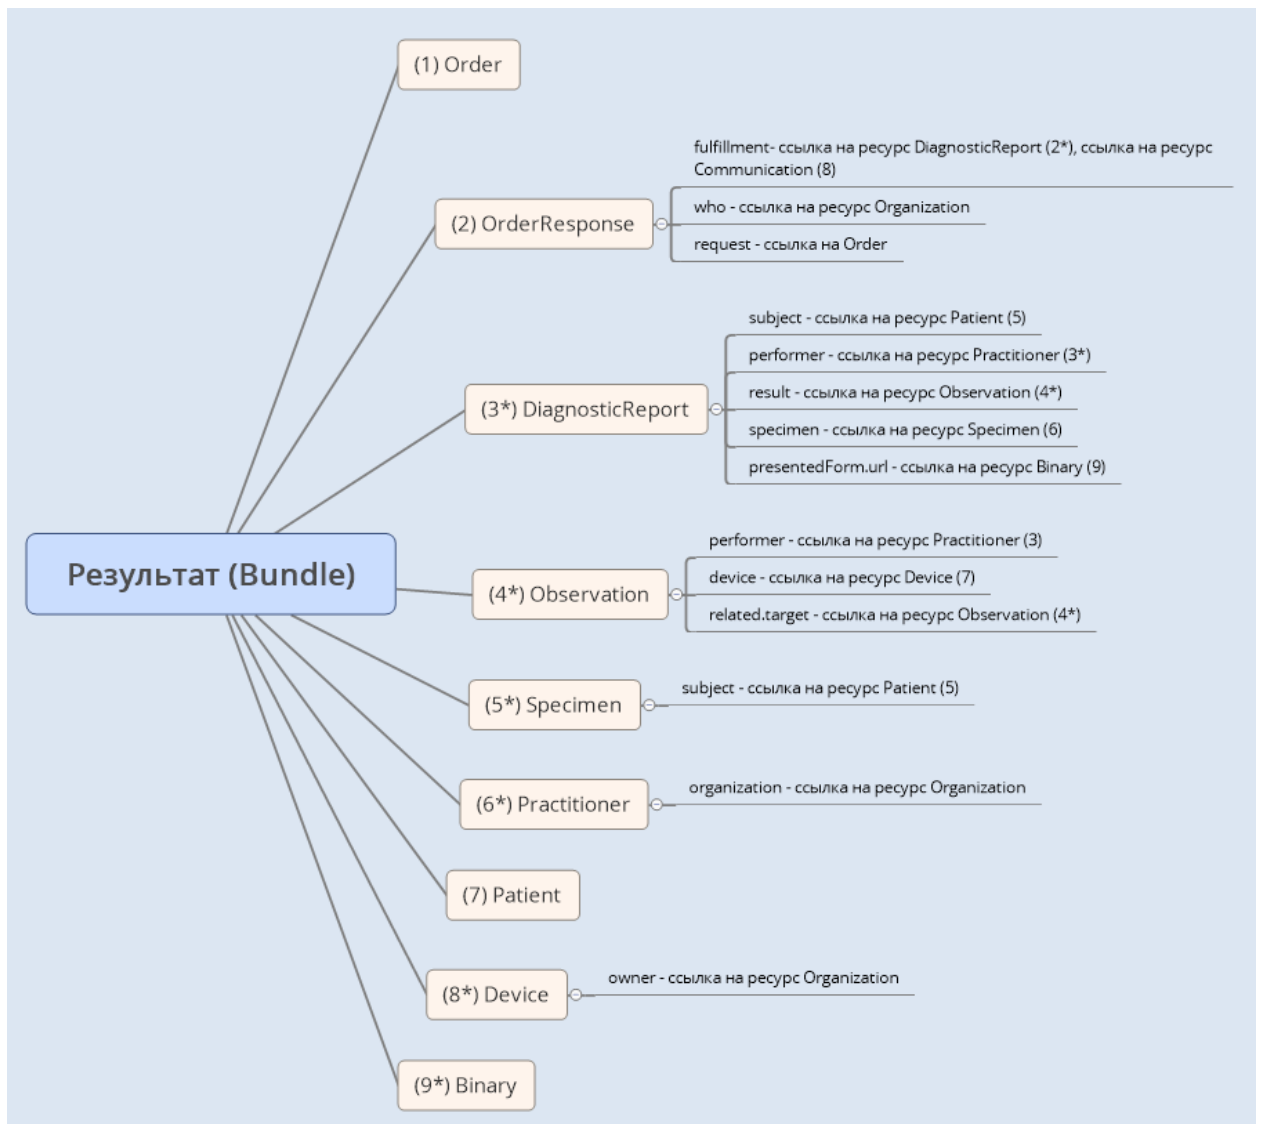 (1) Order
fulfillment- ссылка на ресурс DiagnosticReport (2*), ссылка на ресурс
Communication (8)
(2) OrderResponse
who - ссылка на ресурс Organization
request - ссылка на Order
subject - ссылка на ресурс Patient (5)
performer - ссылка на ресурс Practitioner (3*)
(3*) DiagnosticReport
result - ссылка на ресурс Observation (4*)
specimen - ссылка на ресурс Specimen (6)
presentedForm.url - ссылка на ресурс Binary (9)
Результат (Bundle)
performer - ссылка на ресурс Practitioner (3)
(4*) Observation
device - ссылка на ресурс Device (7)
related.target - ссылка на ресурс Observation (4*)
(5*) Specimen
subject - ссылка на ресурс Patient (5)
(6*) Practitioner
organization - ссылка на ресурс Organization
(7) Patient
(8*) Device
owner - ссылка на ресурс Organization
(9*) Binary